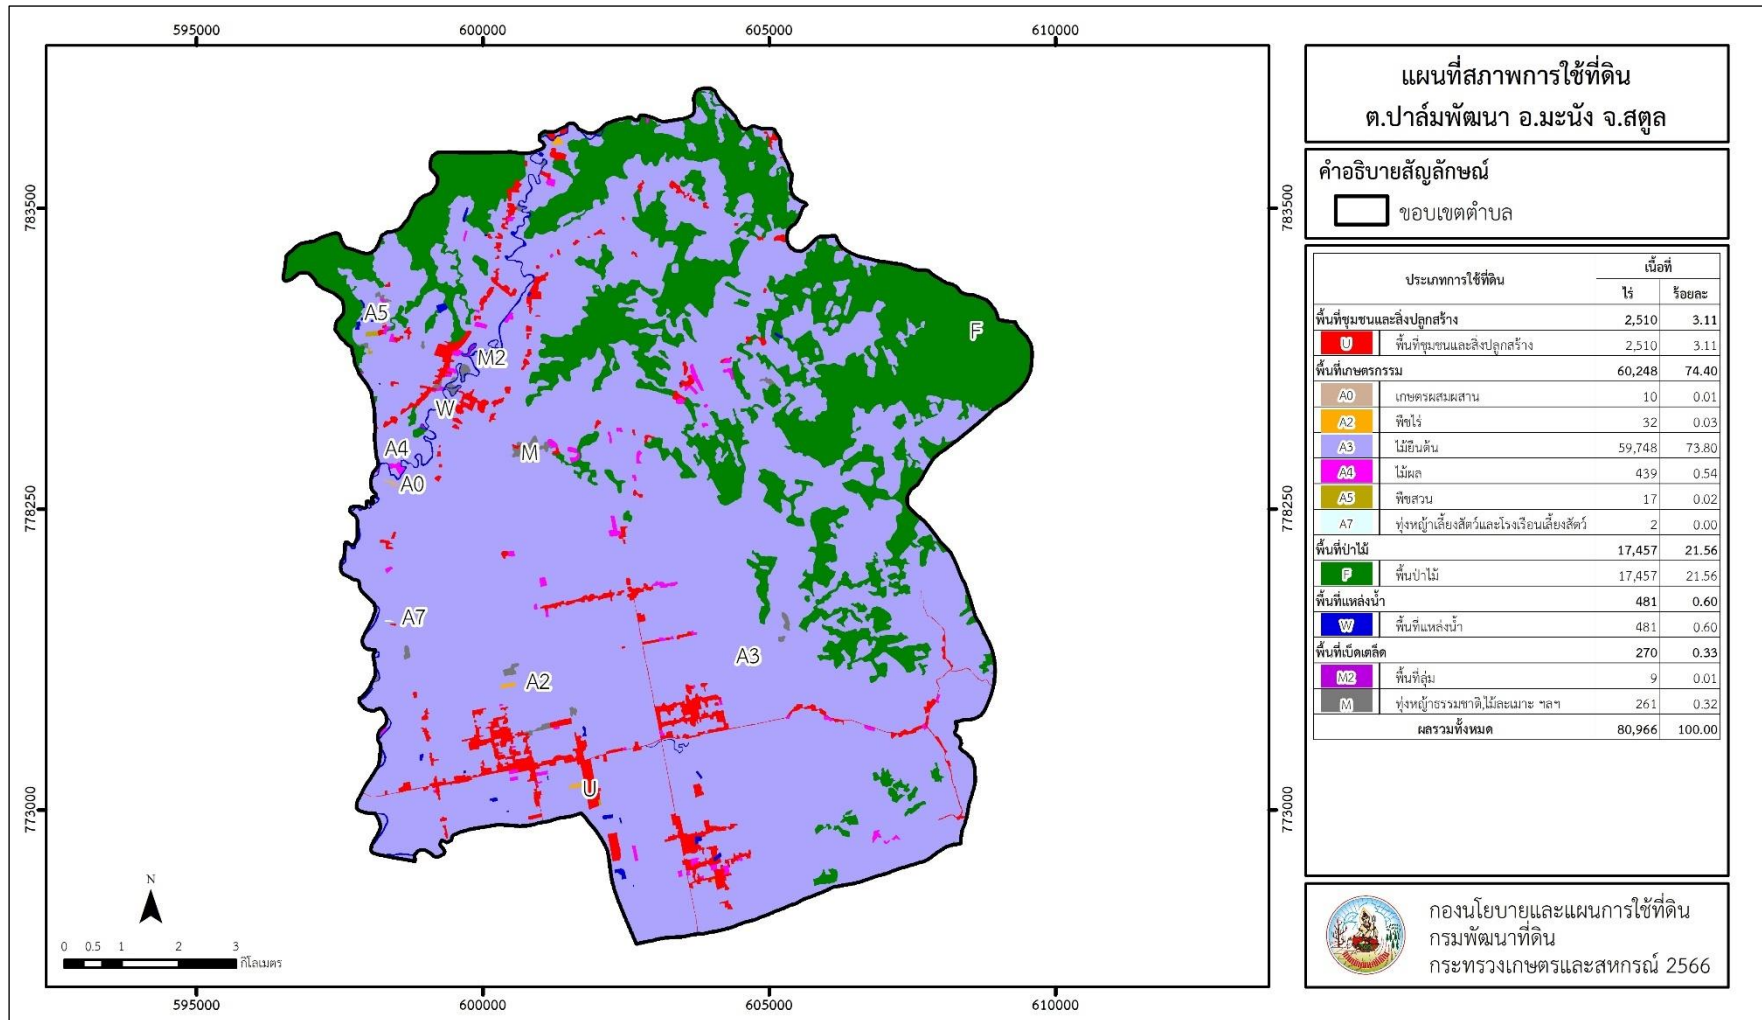 595000 600000 605000 610000
783500 783500
778250 778250
773000 773000
595000 600000 605000 610000
A5
F
M2
W
A4
M
A0
A7
A3
A2
U
N
0 0.5 1 2 3
กิโลเมตร
แผนที่สภาพการใช้ที่ดิน
ต.ปาล์มพัฒนา อ.มะนัง จ.สตูล
คำอธิบายสัญลักษณ์
ขอบเขตตำบล
ประเภทการใช้ที่ดิน เนื้อที่
ไร่ ร้อยละ
พื้นที่ชุมชนและสิ่งปลูกสร้าง 2,510 3.11
U พื้นที่ชุมชนและสิ่งปลูกสร้าง 2,510 3.11
พื้นที่เกษตรกรรม 60,248 74.40
A0 เกษตรผสมผสาน 10 0.01
A2 พืชไร่ 32 0.03
A3 ไม้ยืนต้น 59,748 73.80
A4 ไม้ผล 439 0.54
A5 พืชสวน 17 0.02
A7 ทุ่งหญ้าเลี้ยงสัตว์และโรงเรือนเลี้ยงสัตว์ 2 0.00
พื้นที่ป่าไม้ 17,457 21.56
F พื้นป่าไม้ 17,457 21.56
พื้นที่แหล่งน้ำ 481 0.60
W พื้นที่แหล่งน้ำ 481 0.60
พื้นที่เบ็ดเตล็ด 270 0.33
M2 พื้นที่ลุ่ม 9 0.01
M ทุ่งหญ้าธรรมชาติ,ไม้ละเมาะ ฯลฯ 261 0.32
ผลรวมทั้งหมด 80,966 100.00
กองนโยบายและแผนการใช้ที่ดิน
กรมพัฒนาที่ดิน
กระทรวงเกษตรและสหกรณ์ 2566